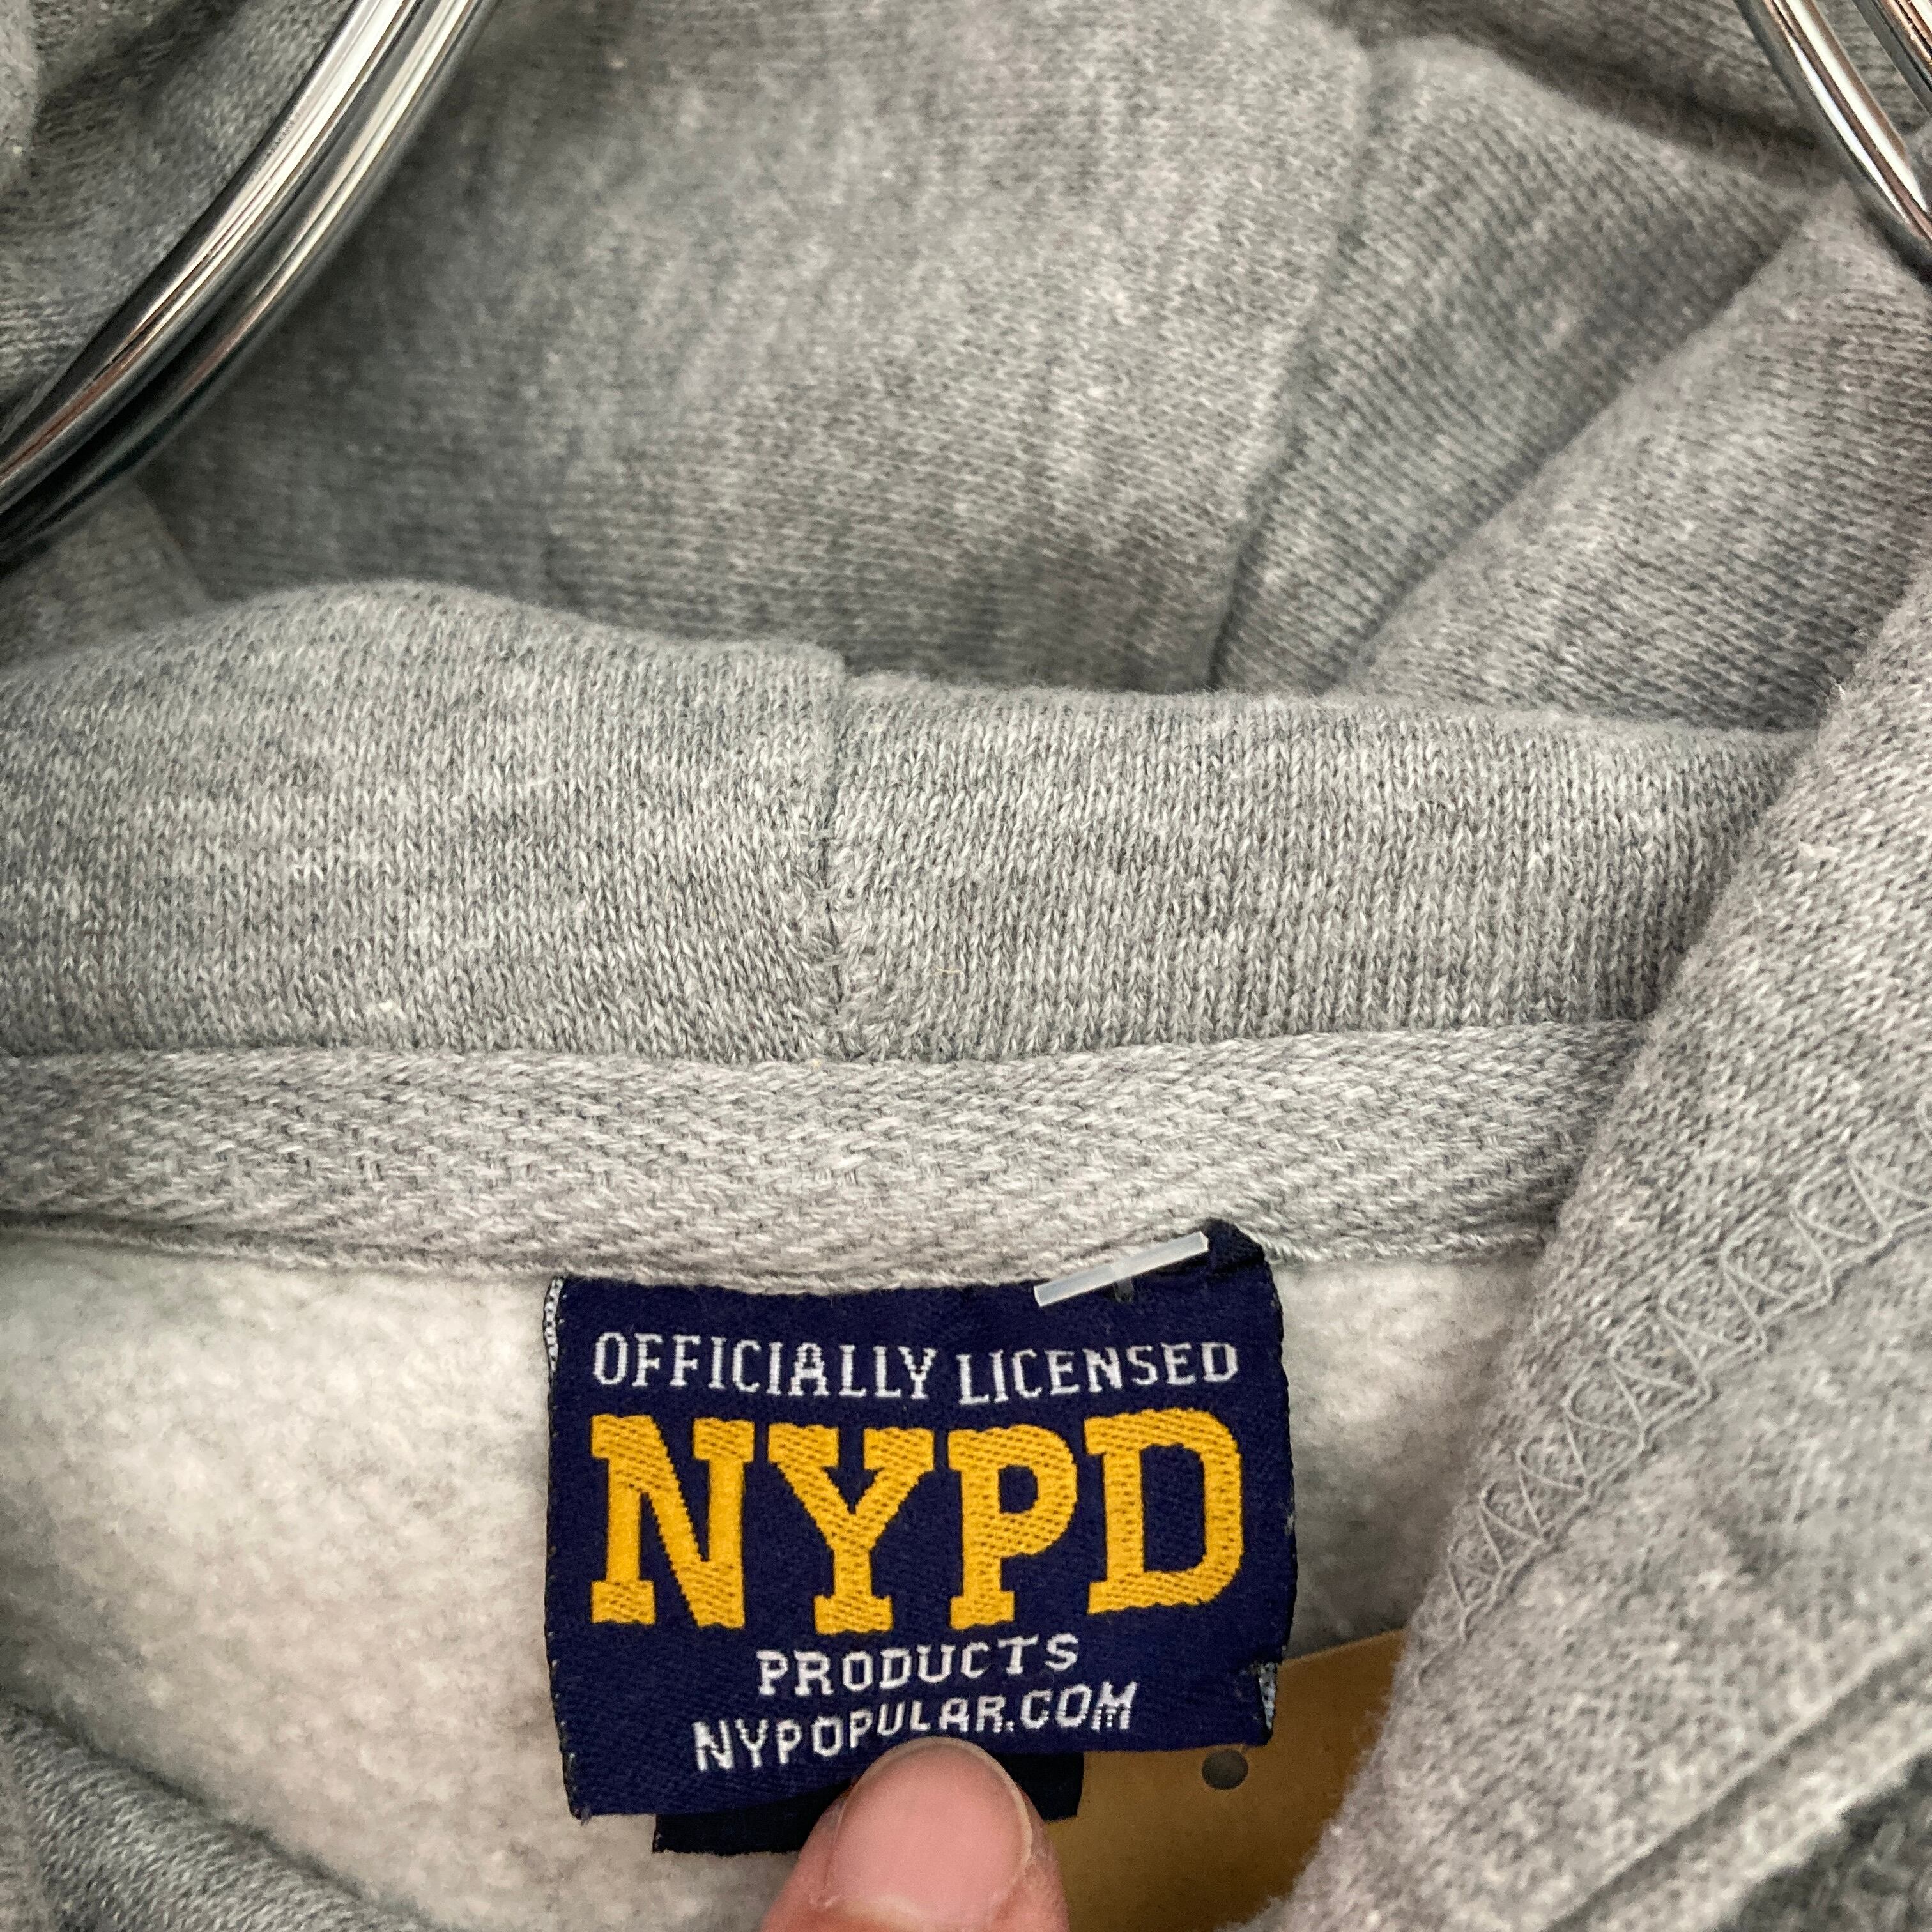 OFFICIALLY LICENSED
NYPD
PRODUCTS
NYPOPULAR.COM